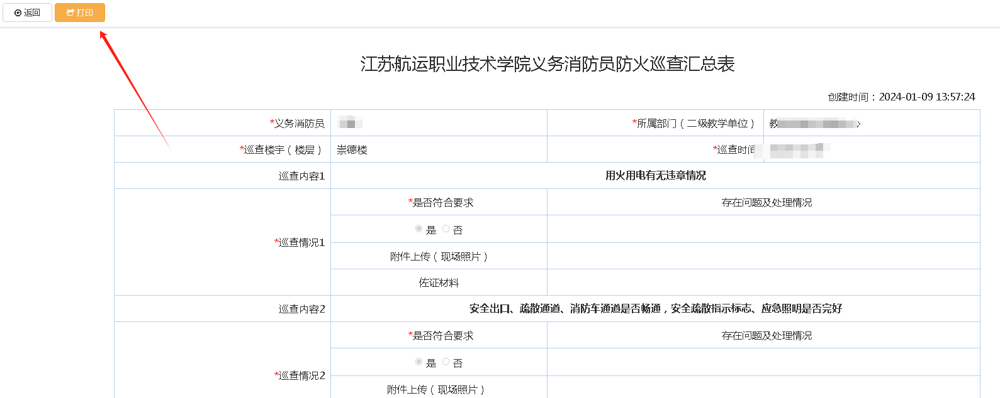 返回 打印
江苏航运职业技术学院义务消防员防火巡查汇总表
创建时间：2024-01-09 13:57:24
*义务消防员 *所属部门（二级教学单位） 教
*巡查楼宇（楼层） 崇德楼 *巡查时间
巡查内容1 用火用电有无违章情况
*是否符合要求 存在问题及处理情况
是 否
*巡查情况1
附件上传（现场照片）
佐证材料
巡查内容2 安全出口、疏散通道、消防车通道是否畅通，安全疏散指示标志、应急照明是否完好
*是否符合要求 存在问题及处理情况
是 否
*巡查情况2
附件上传（现场照片）